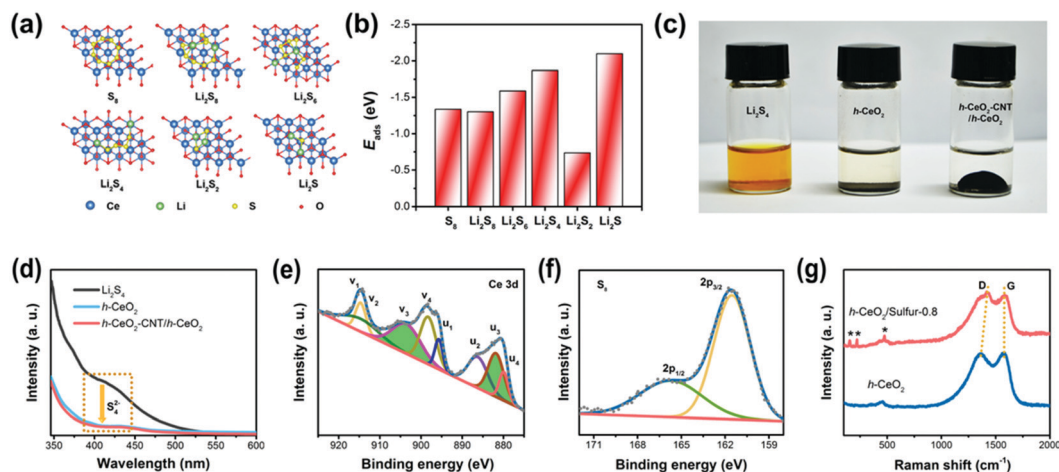 (a)
S8
Li2S8
Li2S6
Li2S4
Li2S2
Li2S
Ce
Li
S
O
(b)
Eads (eV)
-2.5
-2.0
-1.5
-1.0
-0.5
-0.0
S8
Li2S8
Li2S6
Li2S4
Li2S2
Li2S
(c)
Li2S4
h-CeO2
h-CeO2-CNT
/h-CeO2
(d)
Intensity (a. u.)
Li2S4
h-CeO2
h-CeO2-CNT/h-CeO2
S4 2-
350
400
450
500
550
600
Wavelength (nm)
(e)
Intensity (a. u.)
Ce 3d
v1
v2
v3
v4
u1
u2
u3
u4
920
910
900
890
880
Binding energy (eV)
(f)
Intensity (a. u.)
S8
2p3/2
2p1/2
171
168
165
162
159
Binding energy (eV)
(g)
Intensity (a. u.)
D
G
h-CeO2/Sulfur-0.8
***
h-CeO2
500
1000
1500
2000
Raman shift (cm-1)